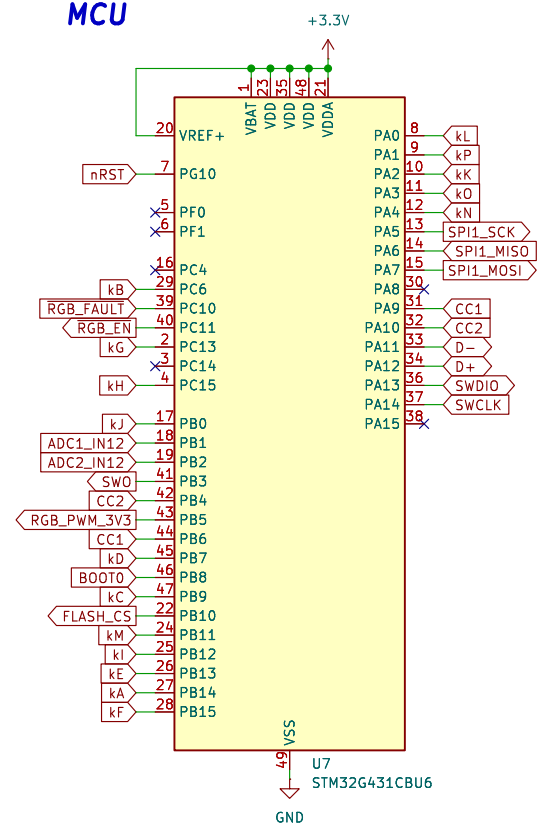 MCU
+3.3V
1 23 35 48 21
VBAT VDD VDD VDD VDDA
20 VREF+ PA0 8 kL
PA1 9 kP
nRST 7 PG10 PA2 10 kK
PA3 11 kO
5 PF0 PA4 12 kN
6 PF1 PA5 13 SPI1_SCK
PA6 14 SPI1_MISO
16 PC4 PA7 15 SPI1_MOSI
kB 29 PC6 PA8 30
RGB_FAULT 39 PC10 PA9 31 CC1
RGB_EN 40 PC11 PA10 32 CC2
kG 2 PC13 PA11 33 D-
3 PC14 PA12 34 D+
kH 4 PC15 PA13 36 SWDIO
PA14 37 SWCLK
kJ 17 PB0 PA15 38
ADC1_IN12 18 PB1
ADC2_IN12 19 PB2
SWO 41 PB3
CC2 42 PB4
RGB_PWM_3V3 43 PB5
CC1 44 PB6
kD 45 PB7
BOOT0 46 PB8
kC 47 PB9
FLASH_CS 22 PB10
kM 24 PB11
kI 25 PB12
kE 26 PB13
kA 27 PB14
kF 28 PB15
VSS
49
U7
STM32G431CBU6
GND